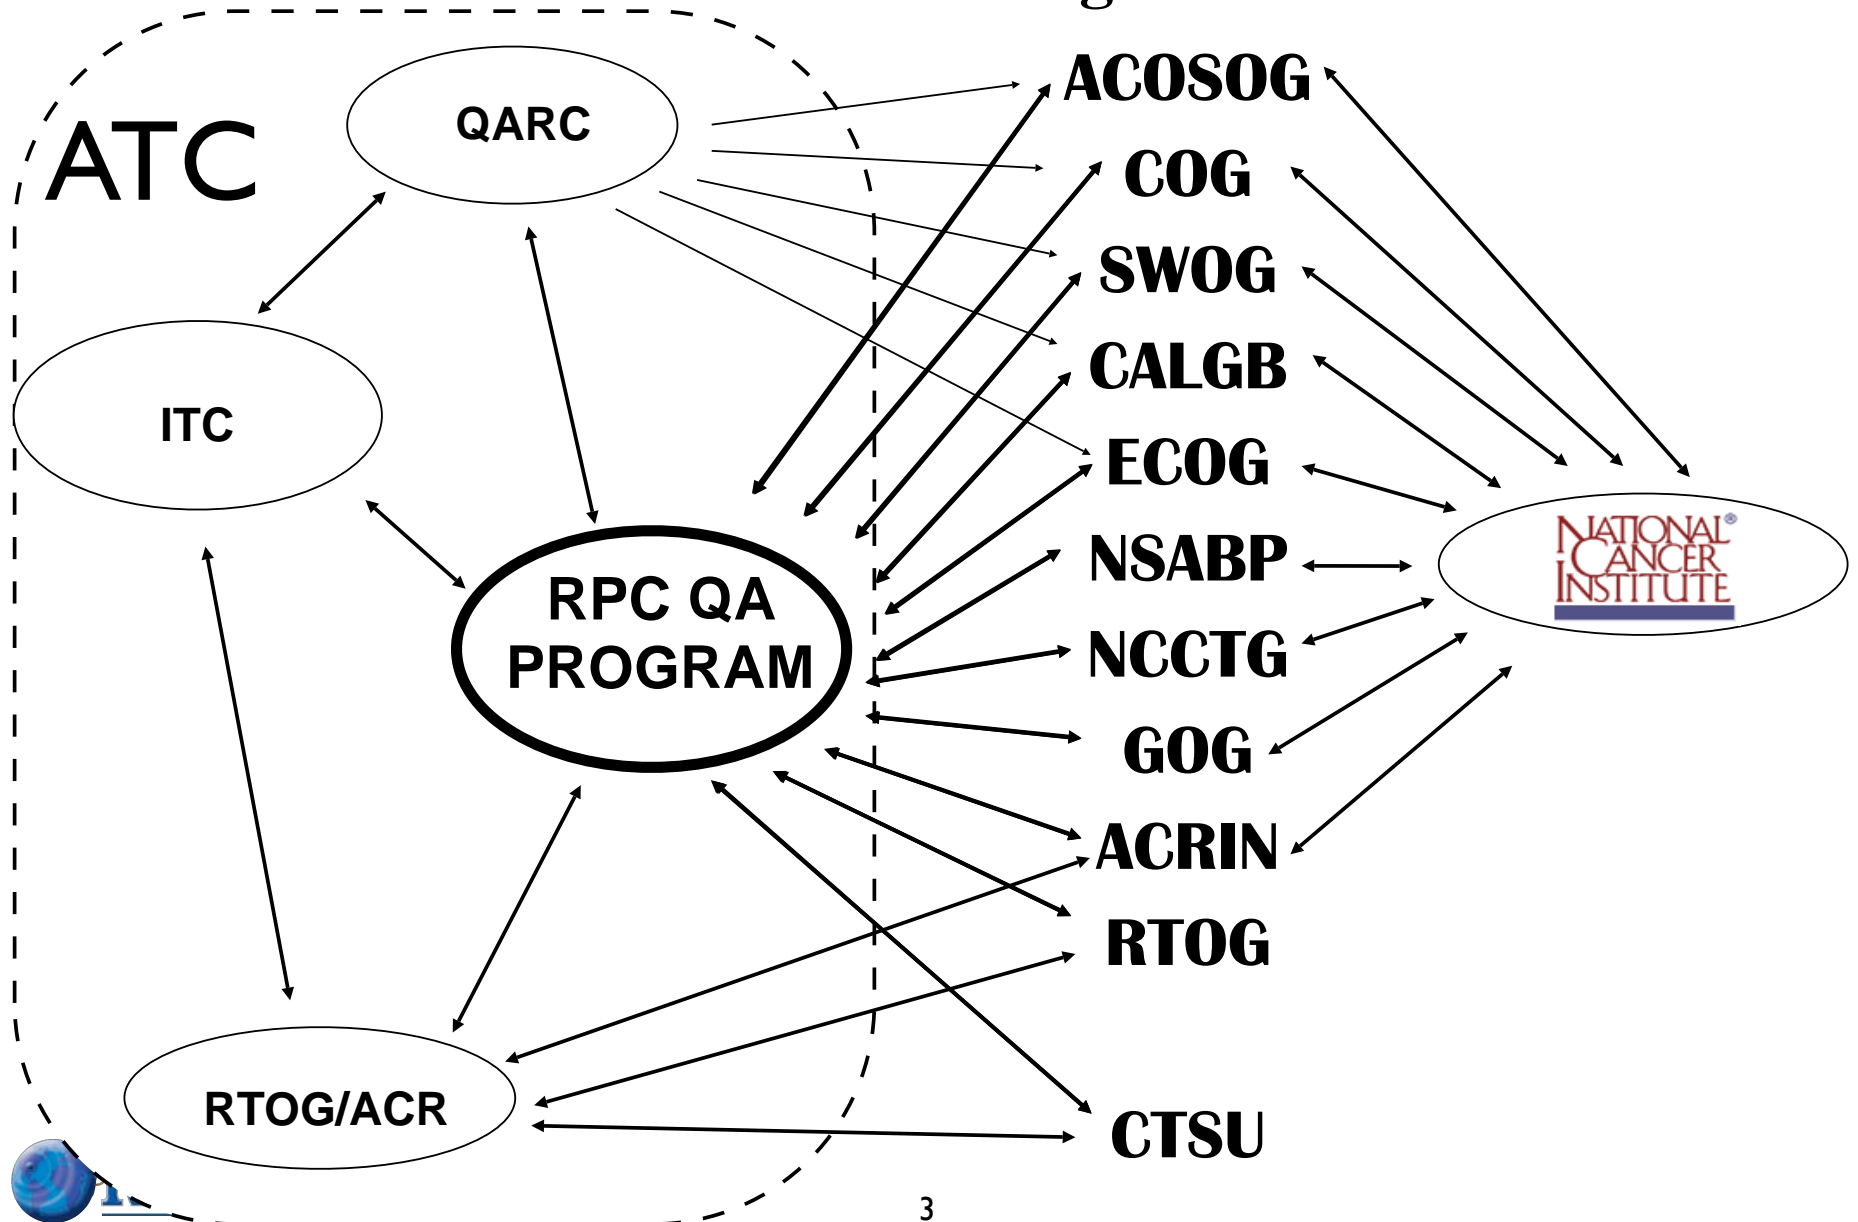 ATC
QARC
ITC
RPC QA
PROGRAM
RTOG/ACR
ACOSOG
COG
SWOG
CALGB
ECOG
NSABP
NCCTG
GOG
ACRIN
RTOG
CTSU
NATIONAL®
CANCER
INSTITUTE
3